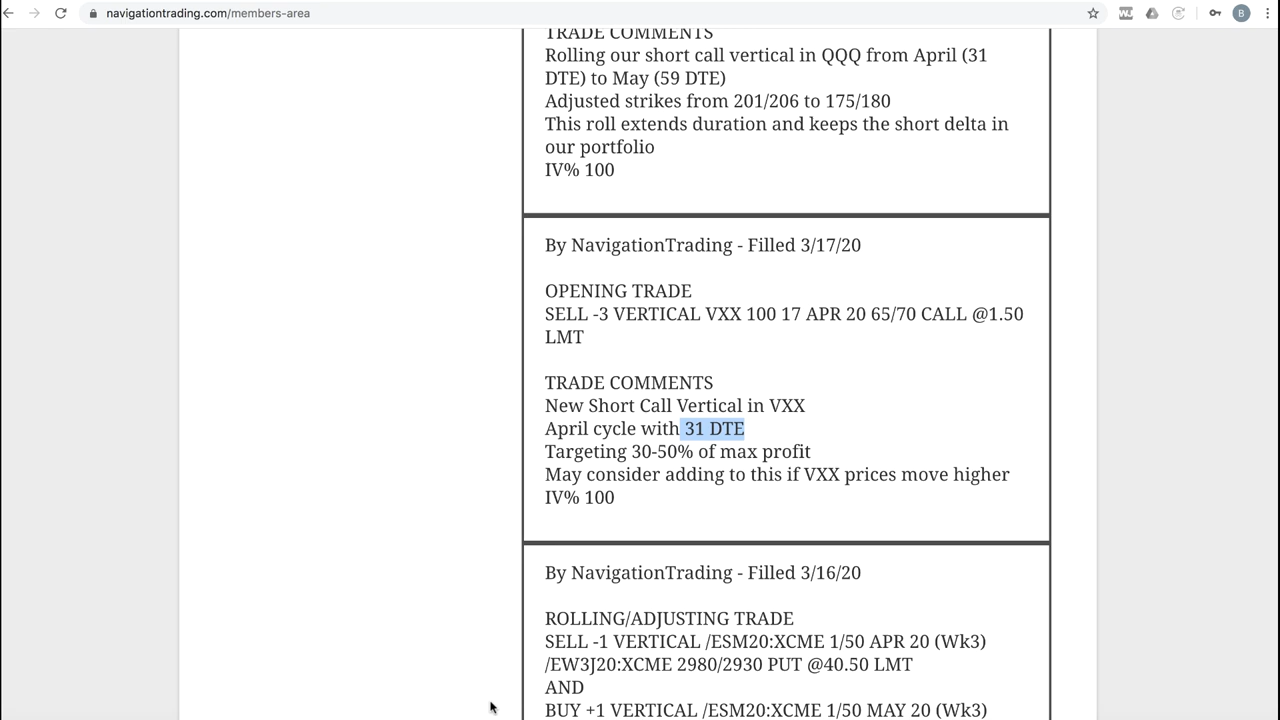 navigationtrading.com/members-area
B
TRADE COMMENTS
Rolling our short call vertical in QQQ from April (31
DTE) to May (59 DTE)
Adjusted strikes from 201/206 to 175/180
This roll extends duration and keeps the short delta in
our portfolio
IV% 100
By NavigationTrading - Filled 3/17/20
OPENING TRADE
SELL -3 VERTICAL VXX 100 17 APR 20 65/70 CALL @1.50
LMT
TRADE COMMENTS
New Short Call Vertical in VXX
April cycle with 31 DTE
Targeting 30-50% of max profit
May consider adding to this if VXX prices move higher
IV% 100
By NavigationTrading - Filled 3/16/20
ROLLING/ADJUSTING TRADE
SELL -1 VERTICAL /ESM20:XCME 1/50 APR 20 (Wk3)
/EW3J20:XCME 2980/2930 PUT @40.50 LMT
AND
BUY +1 VERTICAL /ESM20:XCME 1/50 MAY 20 (Wk3)